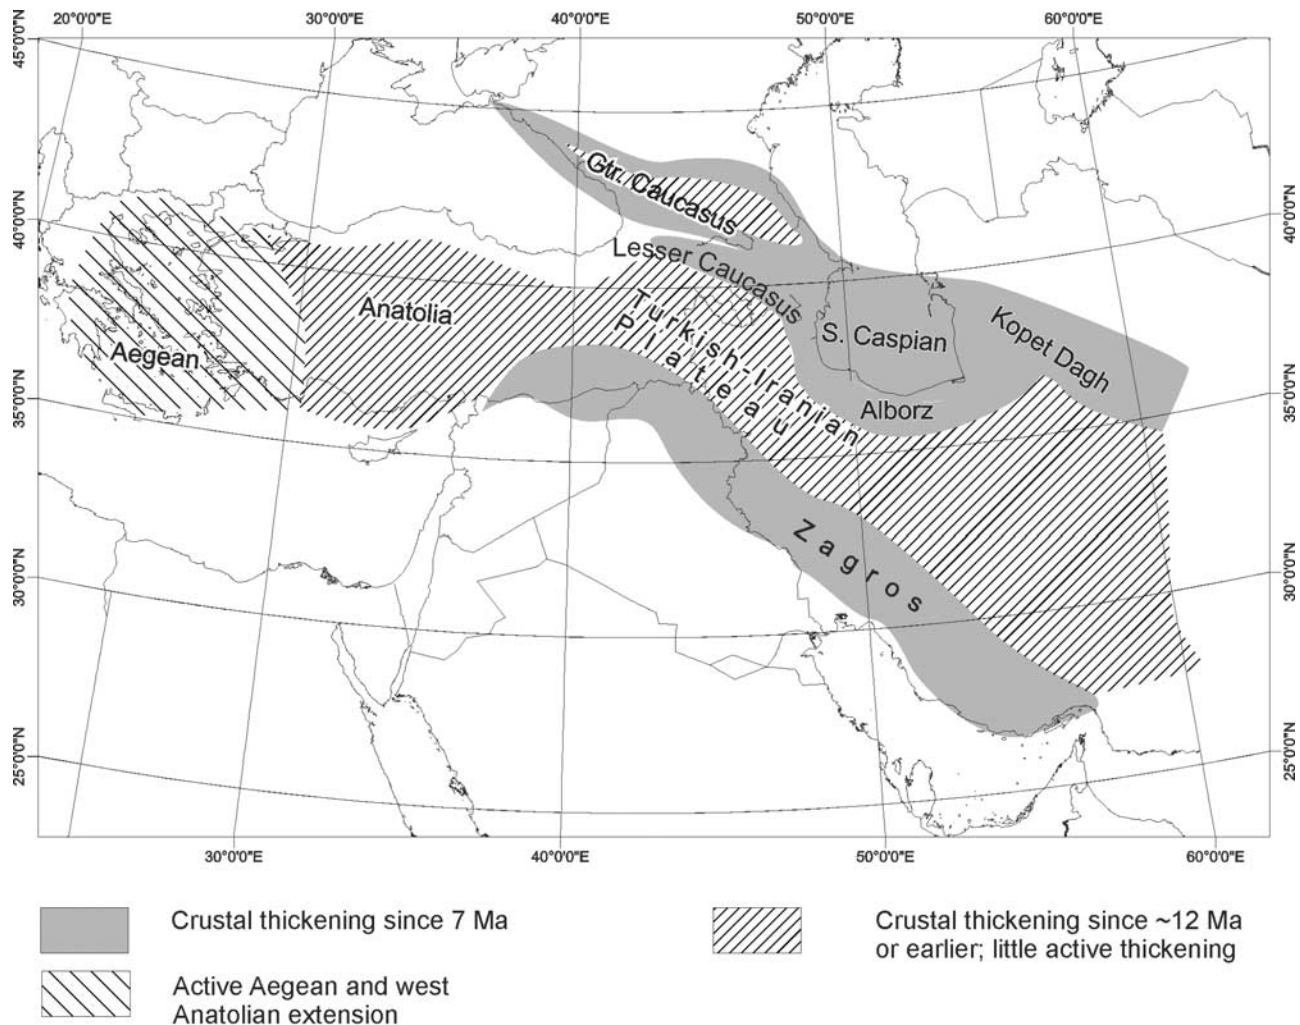 20°0'0"E 30°0'0"E 40°0'0"E 50°0'0"E 60°0'0"E
45°0'0"N
40°0'0"N
35°0'0"N
30°0'0"N
25°0'0"N
40°0'0"N
35°0'0"N
30°0'0"N
25°0'0"N
Gtr. Caucasus
Lesser Caucasus
Anatolia
Aegean
Turkish-Iranian
Plateau
S. Caspian
Kopet Dagh
Alborz
Zagros
30°0'0"E 40°0'0"E 50°0'0"E 60°0'0"E
Crustal thickening since 7 Ma
Active Aegean and west
Anatolian extension
Crustal thickening since ~12 Ma
or earlier; little active thickening